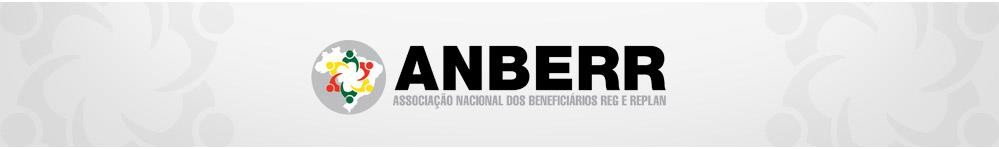 ANBERR
ASSOCIAÇÃO NACIONAL DOS BENEFICIÁRIOS REG E REPLAN